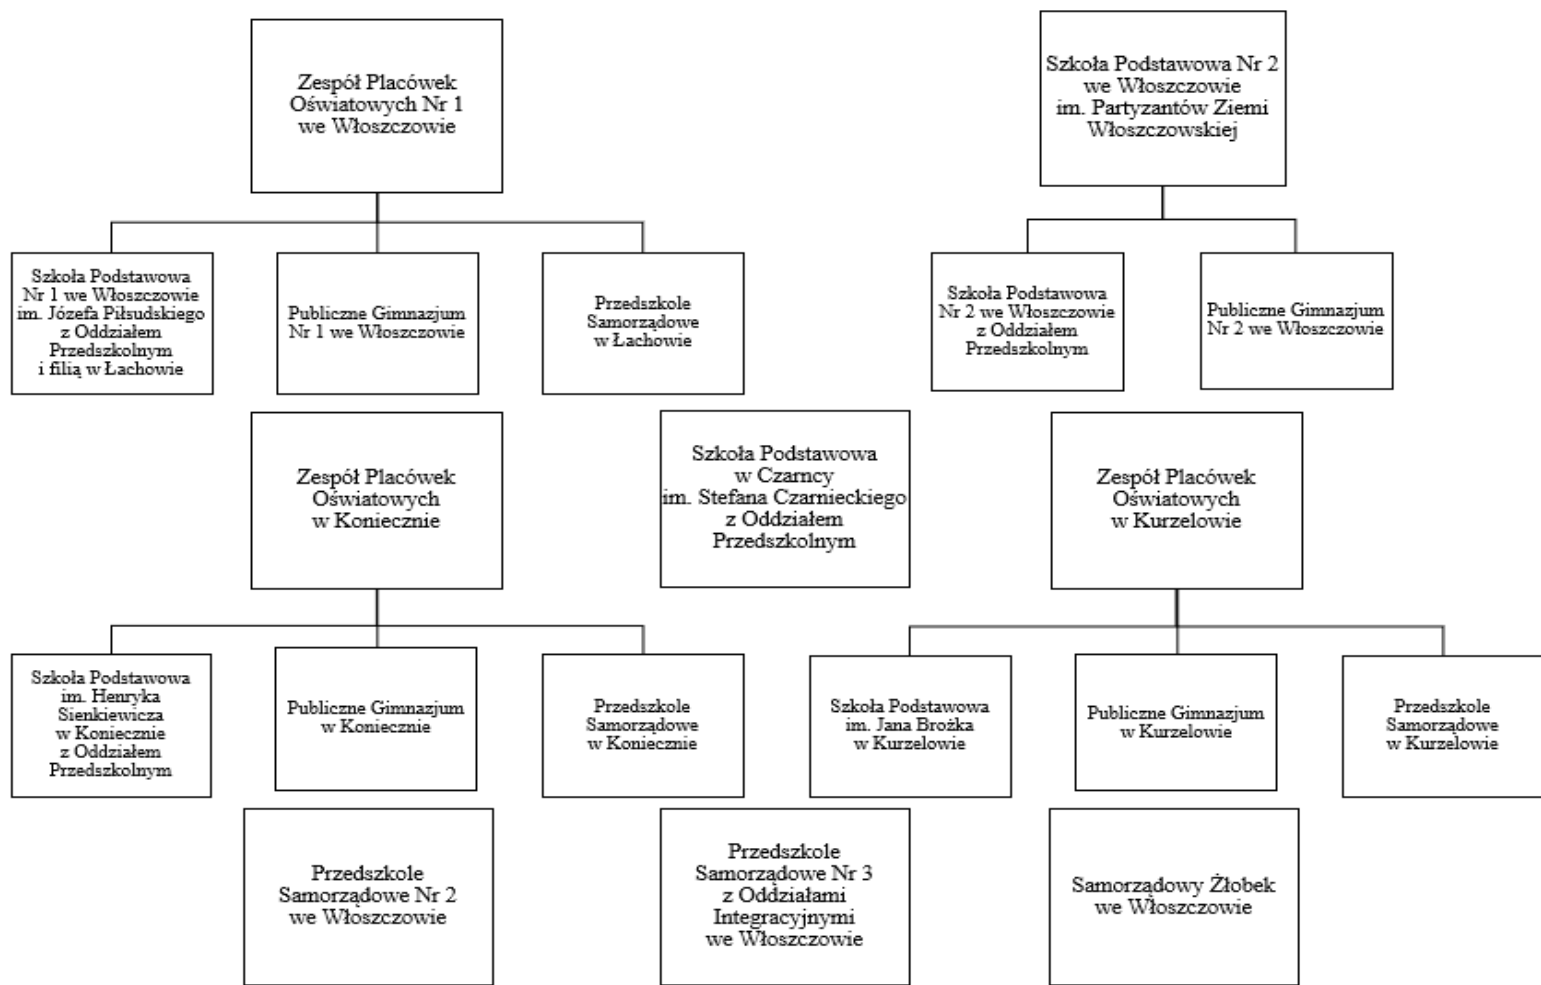 Zespół Placówek
Oświatowych Nr 1
we Włoszczowie
Szkoła Podstawowa Nr 2
we Włoszczowie
im. Partyzantów Ziemi
Włoszczowskiej
Szkoła Podstawowa
Nr 1 we Włoszczowie
im. Józefa Piłsudskiego
z Oddziałem
Przedszkolnym
i filią w Łachowie
Publiczne Gimnazjum
Nr 1 we Włoszczowie
Przedszkole
Samorządowe
w Łachowie
Szkoła Podstawowa
Nr 2 we Włoszczowie
z Oddziałem
Przedszkolnym
Publiczne Gimnazjum
Nr 2 we Włoszczowie
Zespół Placówek
Oświatowych
w Koniecznie
Szkoła Podstawowa
w Czarncy
im. Stefana Czarnieckiego
z Oddziałem
Przedszkolnym
Zespół Placówek
Oświatowych
w Kurzelowie
Szkoła Podstawowa
im. Henryka
Sienkiewicza
w Koniecznie
z Oddziałem
Przedszkolnym
Publiczne Gimnazjum
w Koniecznie
Przedszkole
Samorządowe
w Koniecznie
Szkoła Podstawowa
im. Jana Brożka
w Kurzelowie
Publiczne Gimnazjum
w Kurzelowie
Przedszkole
Samorządowe
w Kurzelowie
Przedszkole
Samorządowe Nr 2
we Włoszczowie
Przedszkole
Samorządowe Nr 3
z Oddziałami
Integracyjnymi
we Włoszczowie
Samorządowy Żłobek
we Włoszczowie